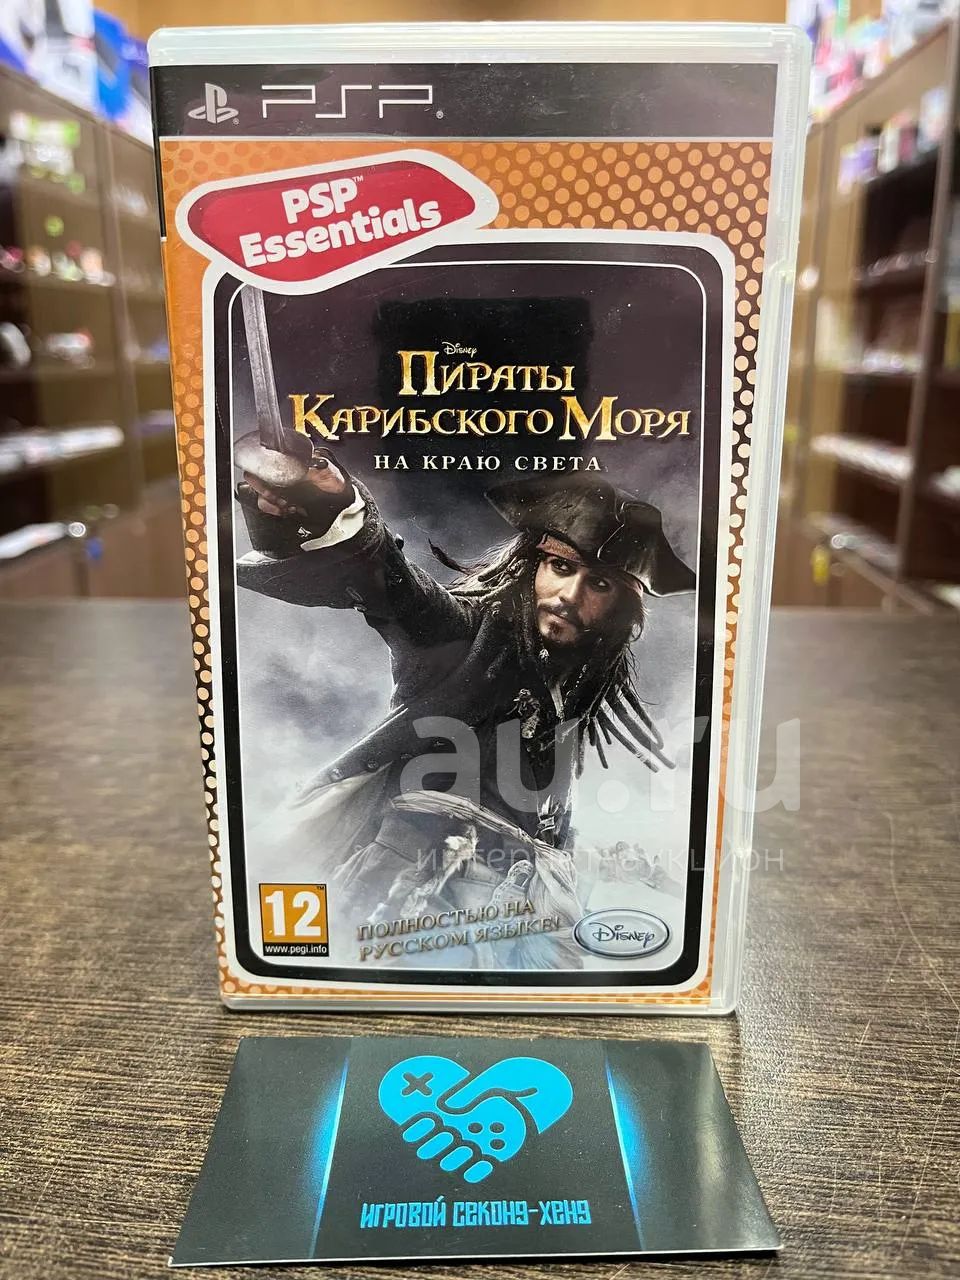 PSP
PSP™
Essentials
Disney
Пираты
Карибского Моря
НА КРАЮ СВЕТА
au.ru
интернет-аукцион
12
www.pegi.info
ПОЛНОСТЬЮ НА
РУССКОМ ЯЗЫКЕ!
Disney
ИГРОВОЙ СЕКОНД-ХЕНД